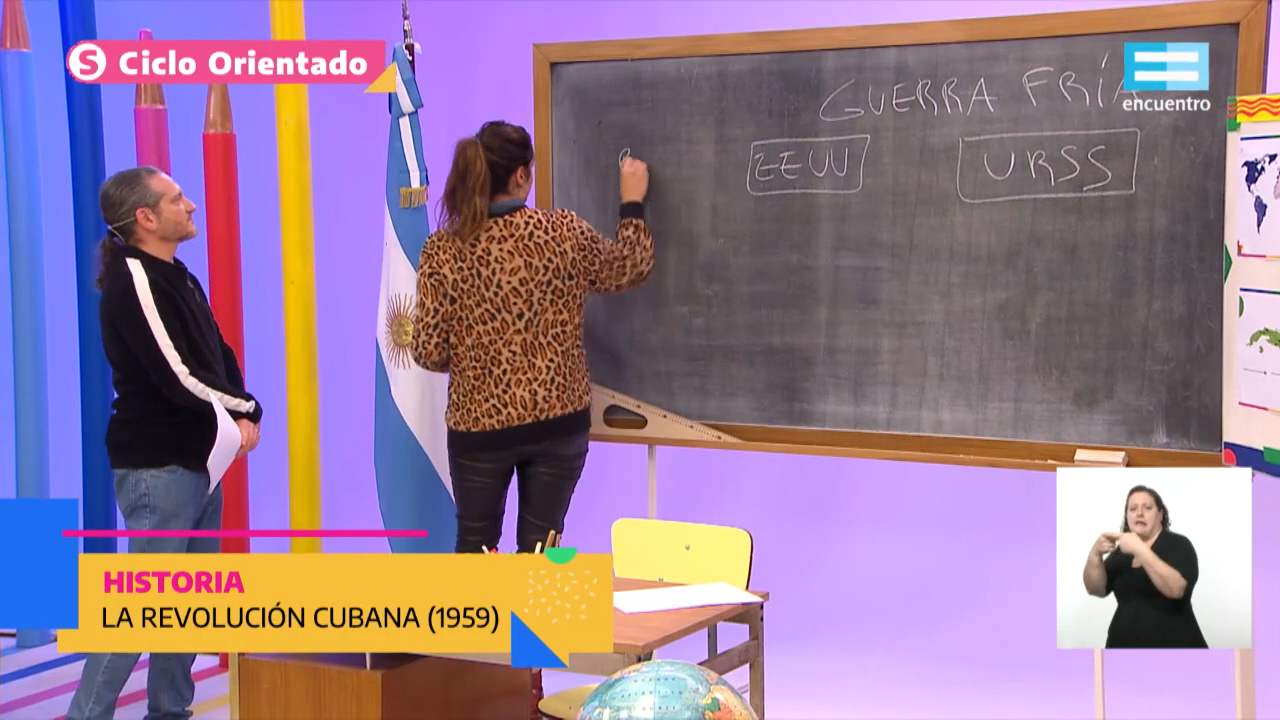 S Ciclo Orientado
encuentro
GUERRA FRÍA
EEUU
URSS
HISTORIA
LA REVOLUCIÓN CUBANA (1959)